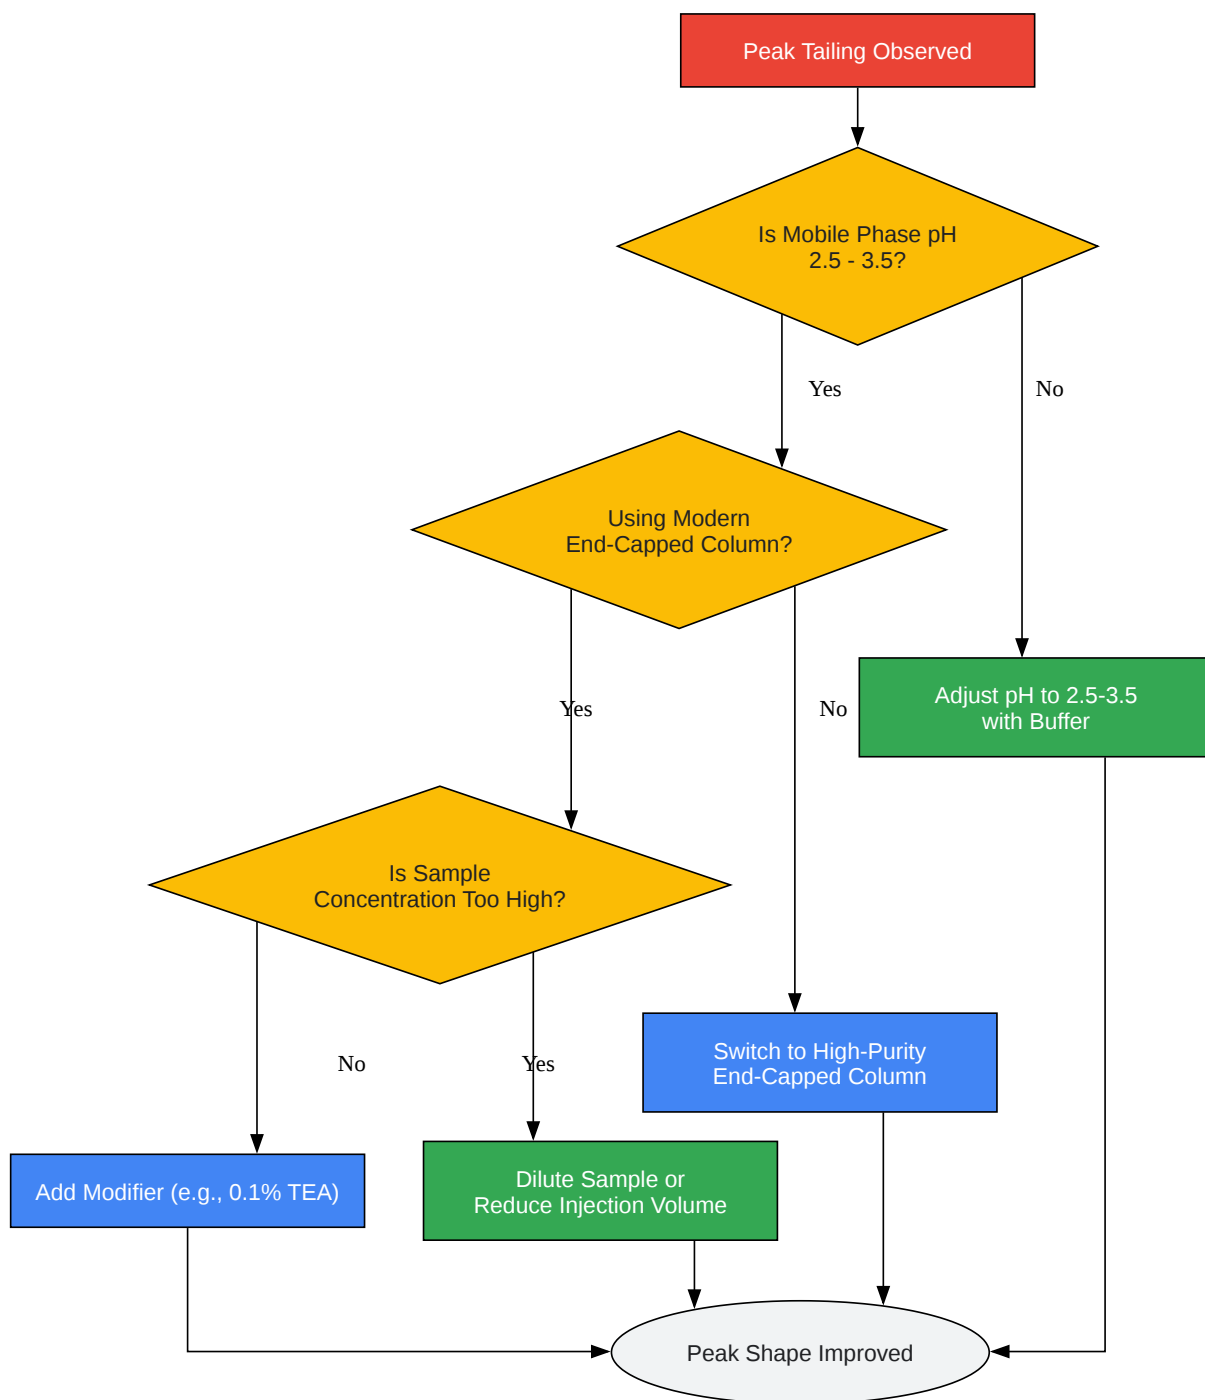 Peak Tailing Observed
Is Mobile Phase pH
2.5 - 3.5?
Yes
No
Using Modern
End-Capped Column?
Yes
No
Adjust pH to 2.5-3.5
with Buffer
Is Sample
Concentration Too High?
No
Yes
Switch to High-Purity
End-Capped Column
Add Modifier (e.g., 0.1% TEA)
Dilute Sample or
Reduce Injection Volume
Peak Shape Improved